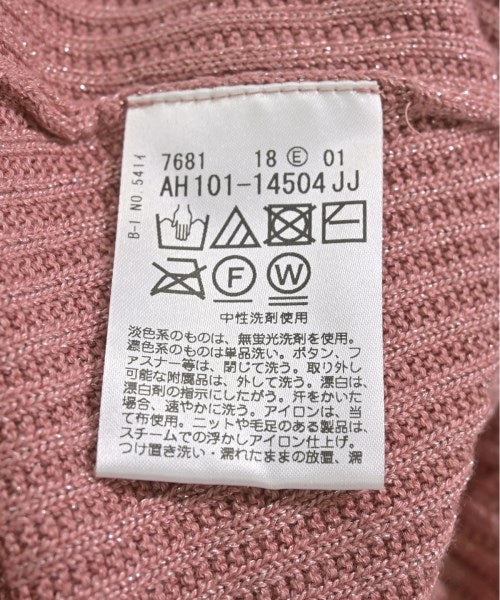 B-I NO.541イ
7681 18 Ⓔ 01
AH101-14504JJ
F W
中性洗剤使用
淡色系のものは、無蛍光洗剤を使用。
濃色系のものは単品洗い。ボタン、フ
ァスナー等は、閉じて洗う。取り外し
可能な附属品は、外して洗う。漂白は、
漂白剤の指示にしたがう。汗をかいた
場合、速やかに洗う。アイロンは、当
て布使用。ニットや毛足のある製品は、
スチームでの浮かしアイロン仕上げ。
つけ置き洗い・濡れたままの放置、濡